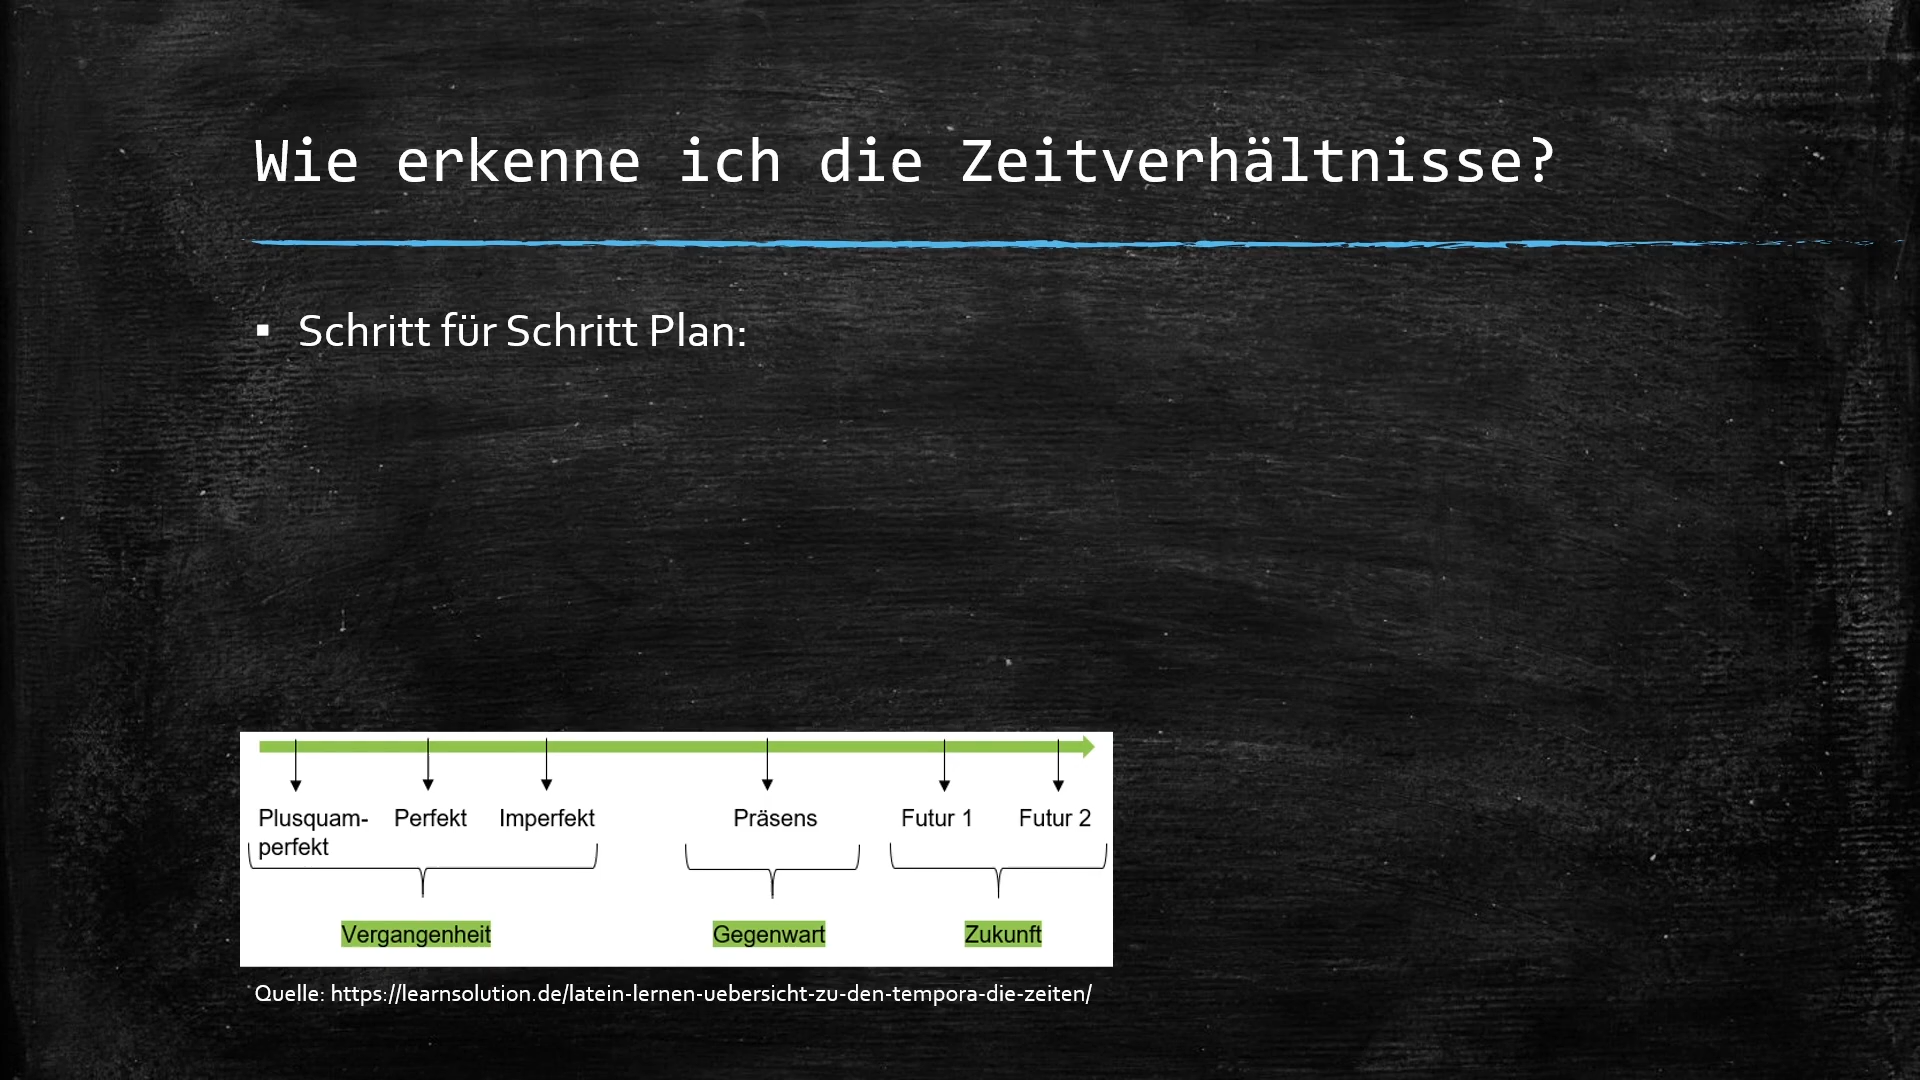 Wie erkenne ich die Zeitverhältnisse?
▪ Schritt für Schritt Plan:
Plusquam-
perfekt
Perfekt
Imperfekt
Präsens
Futur 1
Futur 2
Vergangenheit
Gegenwart
Zukunft
Quelle: https://learnsolution.de/latein-lernen-uebersicht-zu-den-tempora-die-zeiten/